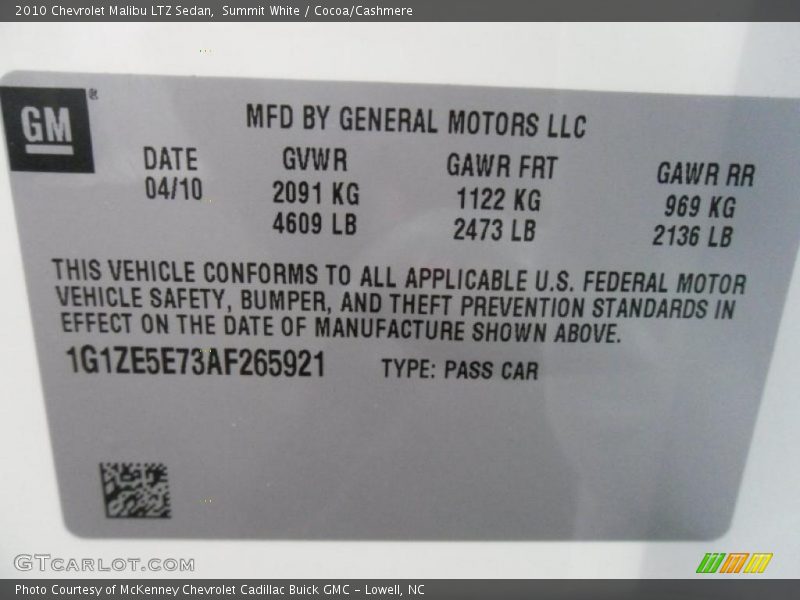 2010 Chevrolet Malibu LTZ Sedan,  Summit White / Cocoa/Cashmere
GM®
MFD BY GENERAL MOTORS LLC
DATE GVWR GAWR FRT GAWR RR
04/10 2091 KG 1122 KG 969 KG
4609 LB 2473 LB 2136 LB
THIS VEHICLE CONFORMS TO ALL APPLICABLE U.S. FEDERAL MOTOR
VEHICLE SAFETY, BUMPER, AND THEFT PREVENTION STANDARDS IN
EFFECT ON THE DATE OF MANUFACTURE SHOWN ABOVE.
1G1ZE5E73AF265921 TYPE: PASS CAR
GTCARLOT.COM
Photo Courtesy of McKenney Chevrolet Cadillac Buick GMC - Lowell, NC